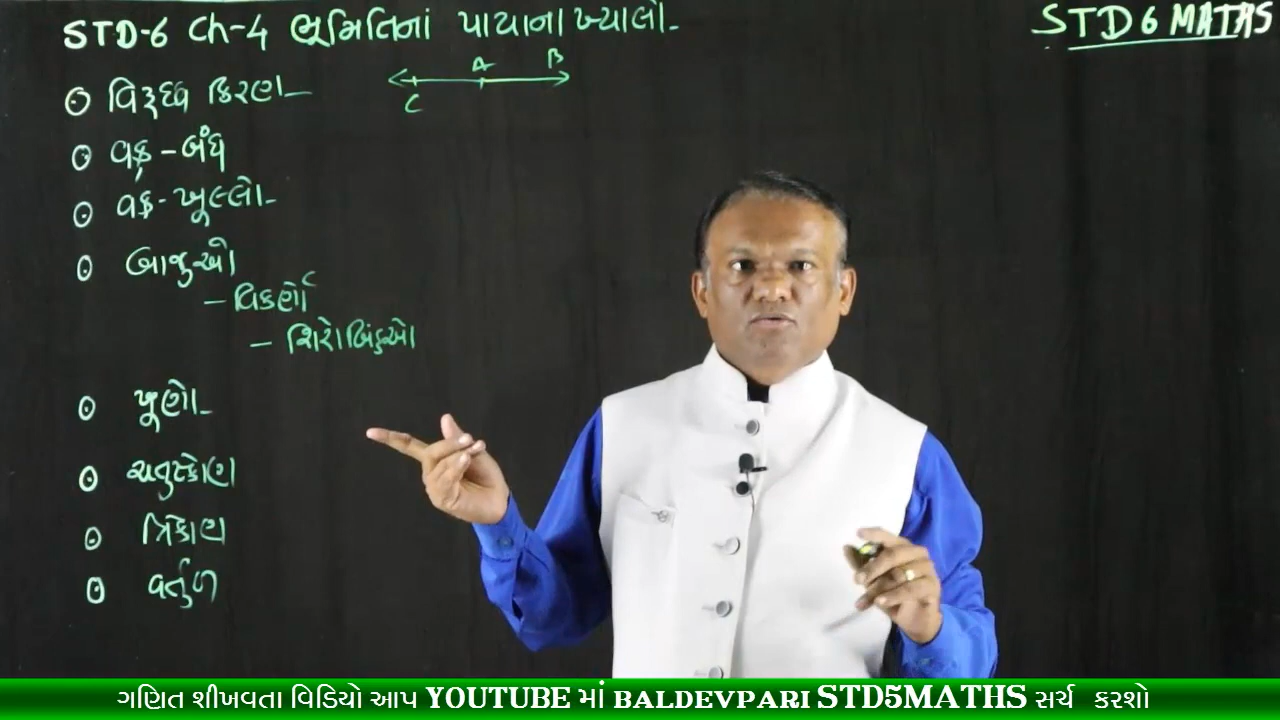 STD-6 Ch-4 ભૂમિતિનાં પાયાના ખ્યાલો-
STD 6 MATHS
વિરૂધ્ધ કિરણ-
C A B
વક્ર-બંધ
વક્ર-ખુલ્લો-
બાજુઓ
- વિકર્ણો
- શિરોબિંદુઓ
ખૂણો-
ચતુષ્કોણ
ત્રિકોણ
વર્તુળ
ગણિત શીખવતા વિડિયો આપ YOUTUBE માં BALDEVPARI STD5MATHS સર્ચ કરશો